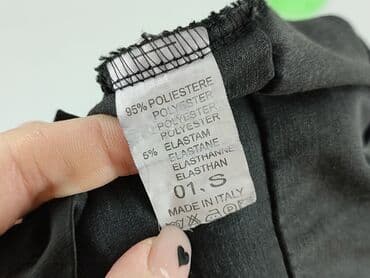 95% POLIESTERE
POLYESTER
POLYESTER
POLYESTER
5% ELASTAM
ELASTANE
ELASTHANNE
ELASTHAN
01. S
MADE IN ITALY